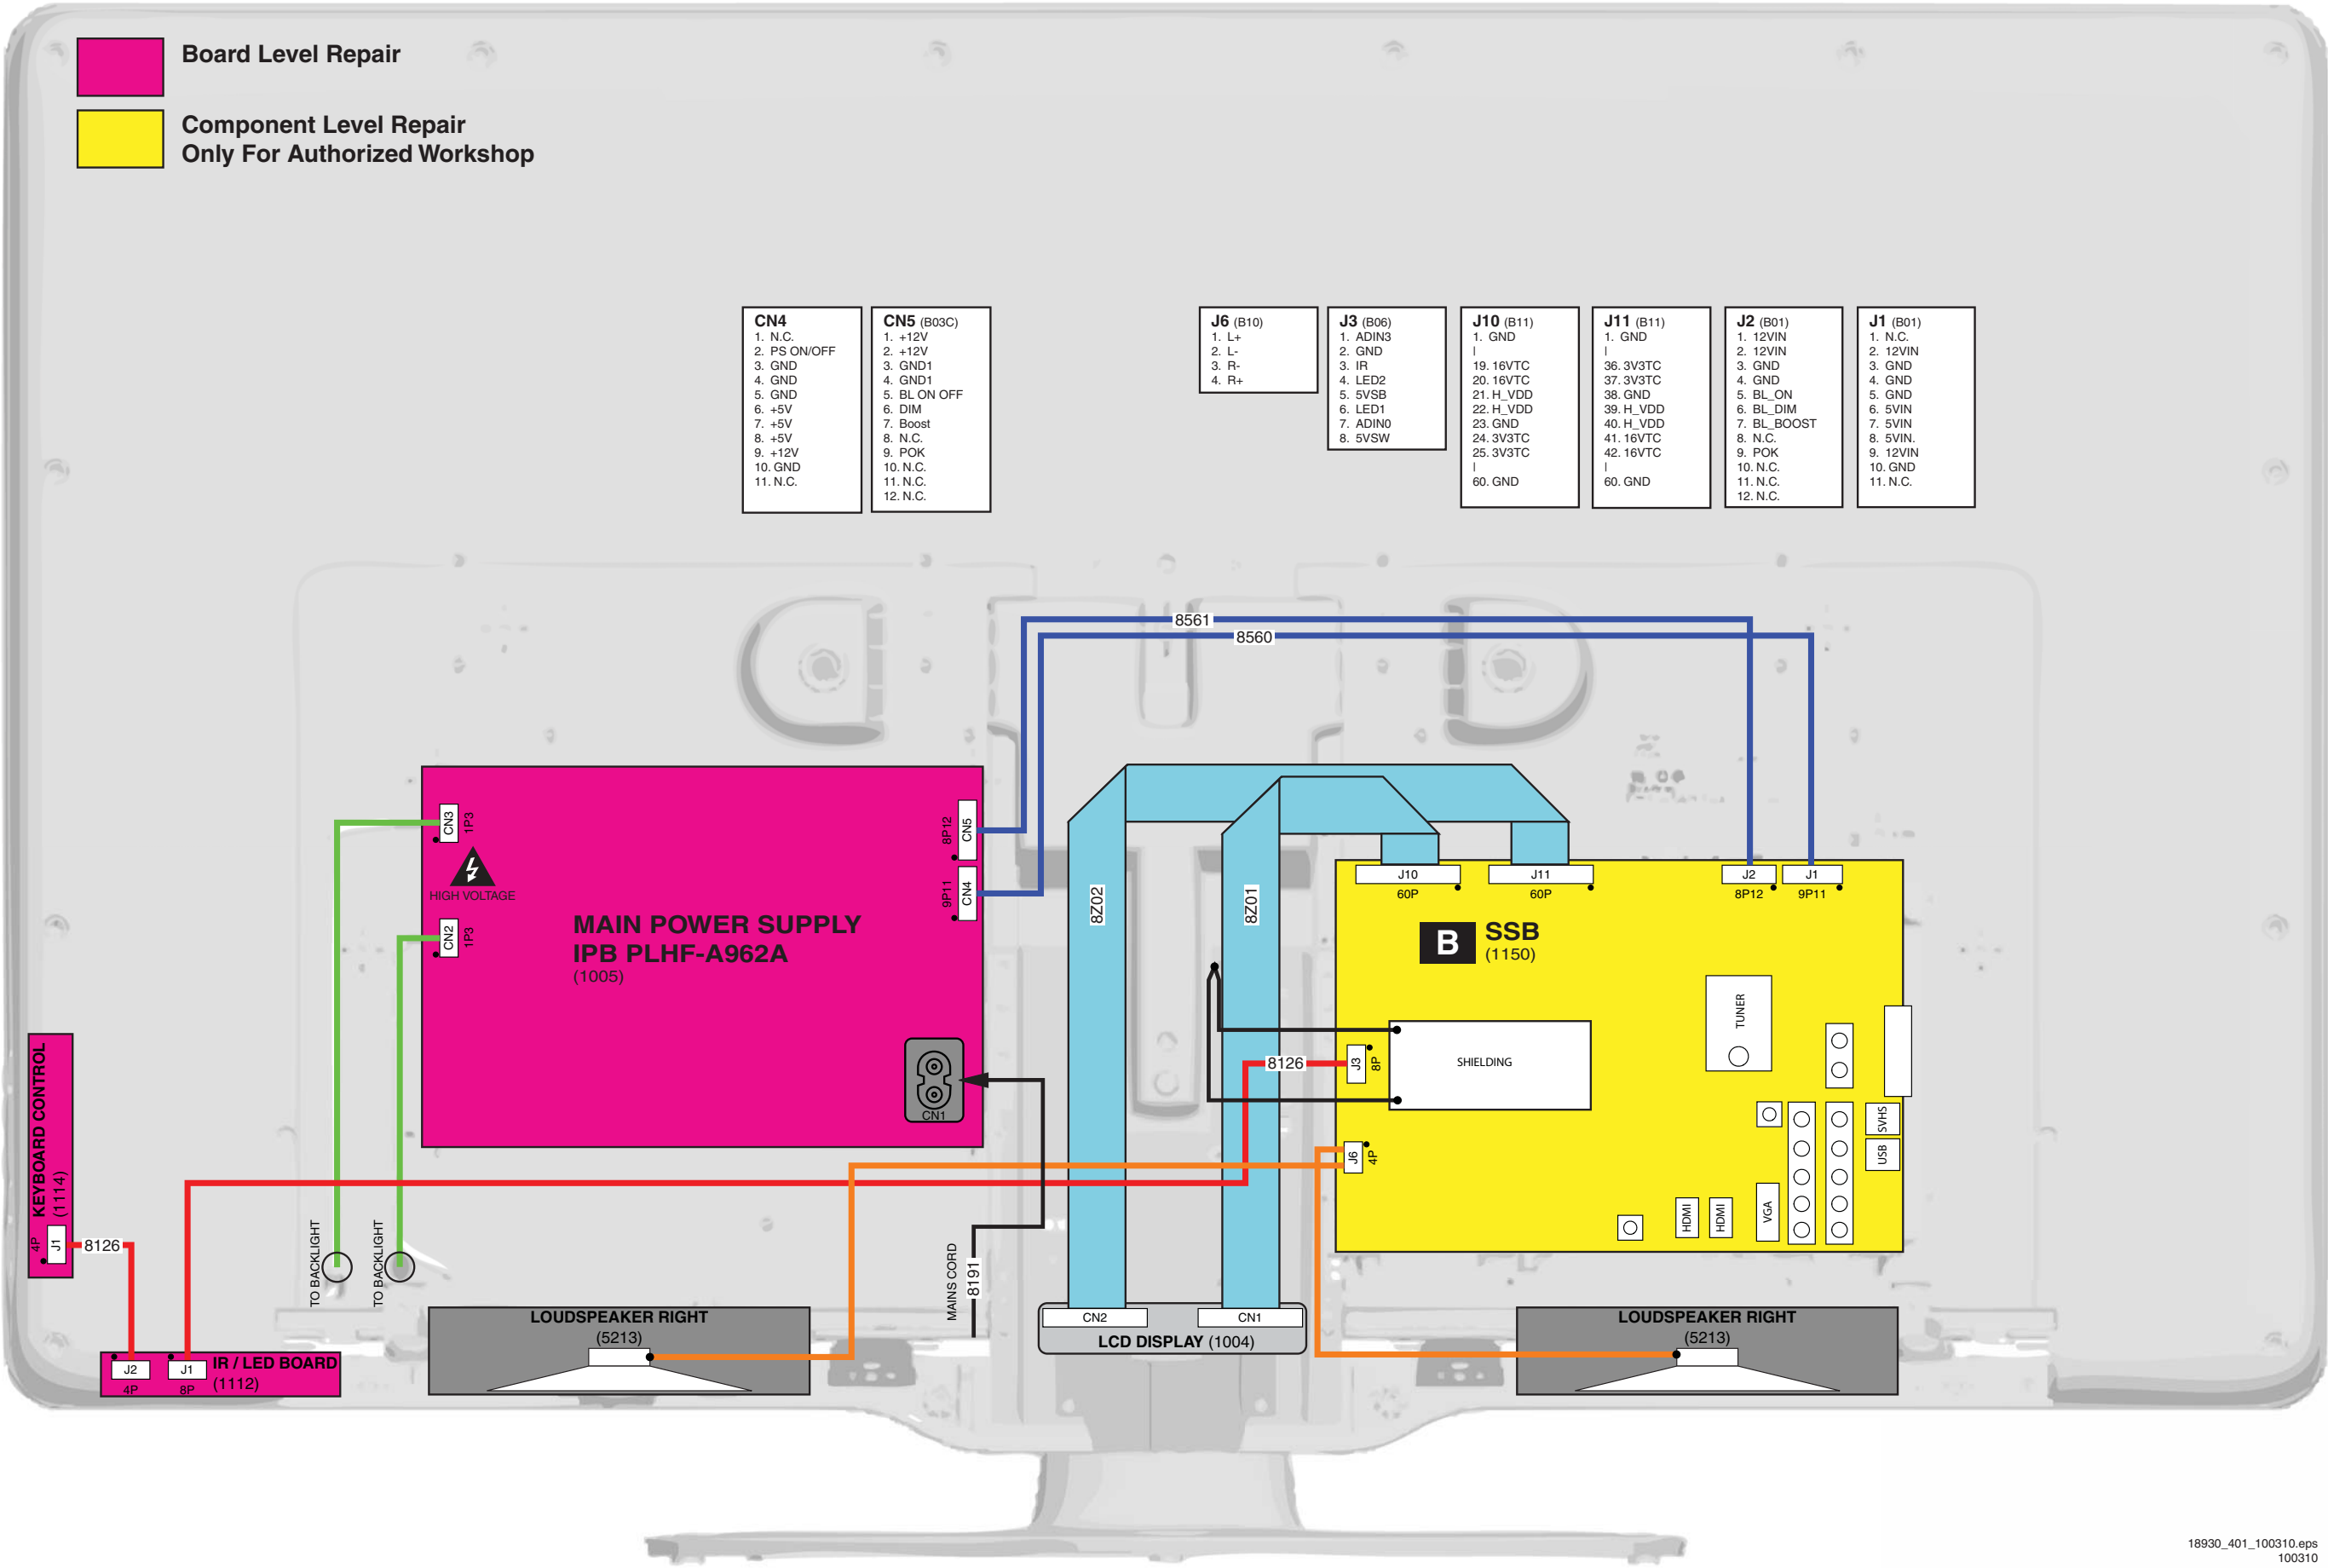 Board Level Repair
Component Level Repair
Only For Authorized Workshop
CN4
1. N.C.
2. PS ON/OFF
3. GND
4. GND
5. GND
6. +5V
7. +5V
8. +5V
9. +12V
10. GND
11. N.C.
CN5 (B03C)
1. +12V
2. +12V
3. GND1
4. GND1
5. BL ON OFF
6. DIM
7. Boost
8. N.C.
9. POK
10. N.C.
11. N.C.
12. N.C.
J6 (B10)
1. L+
2. L-
3. R-
4. R+
J3 (B06)
1. ADIN3
2. GND
3. IR
4. LED2
5. 5VSB
6. LED1
7. ADIN0
8. 5VSW
J10 (B11)
1. GND
|
19. 16VTC
20. 16VTC
21. H_VDD
22. H_VDD
23. GND
24. 3V3TC
25. 3V3TC
|
60. GND
J11 (B11)
1. GND
|
36. 3V3TC
37. 3V3TC
38. GND
39. H_VDD
40. H_VDD
41. 16VTC
42. 16VTC
|
60. GND
J2 (B01)
1. 12VIN
2. 12VIN
3. GND
4. GND
5. BL_ON
6. BL_DIM
7. BL_BOOST
8. N.C.
9. POK
10. N.C.
11. N.C.
12. N.C.
J1 (B01)
1. N.C.
2. 12VIN
3. GND
4. GND
5. GND
6. 5VIN
7. 5VIN
8. 5VIN.
9. 12VIN
10. GND
11. N.C.
8561
8560
CN3
1P3
HIGH VOLTAGE
CN2
1P3
8P12
CN5
9P11
CN4
MAIN POWER SUPPLY
IPB PLHF-A962A
(1005)
CN1
8Z02
8Z01
J10
60P
J11
60P
J2
8P12
J1
9P11
B
SSB
(1150)
TUNER
SHIELDING
8126
J3
8P
J6
4P
SVHS
USB
HDMI
HDMI
VGA
KEYBOARD CONTROL
(1114)
4P
J1
8126
TO BACKLIGHT
TO BACKLIGHT
MAINS CORD
8191
J2
4P
J1
8P
IR / LED BOARD
(1112)
LOUDSPEAKER RIGHT
(5213)
CN2
CN1
LCD DISPLAY (1004)
LOUDSPEAKER RIGHT
(5213)
18930_401_100310.eps
100310